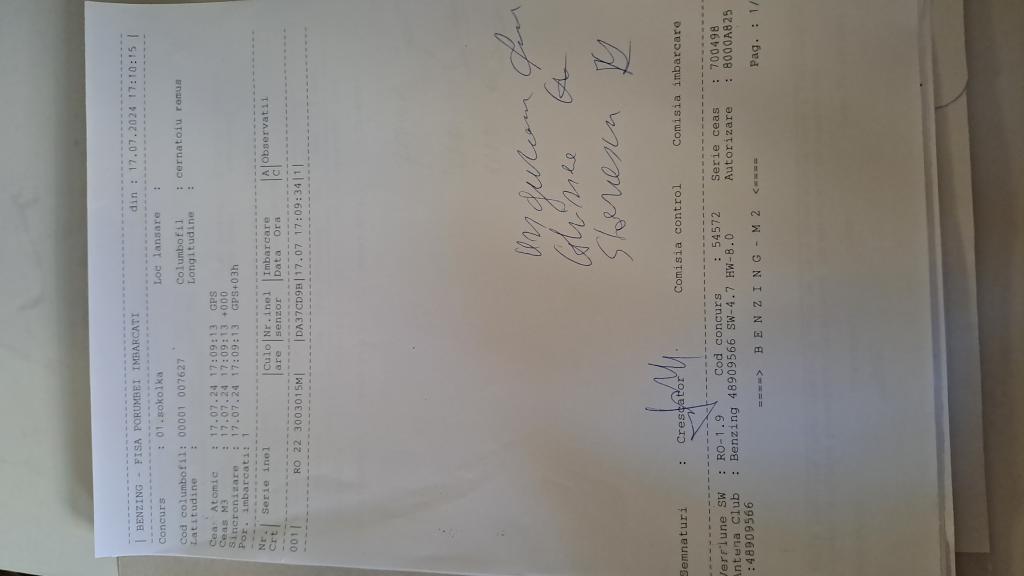 | BENZING - FISA PORUMBEI IMBARCATI din : 17.07.2024 17:10:15 |
Concurs : 01.sokolka Loc lansare :
Cod columbofil: 00001 007627 Columbofil : cernatoiu remus
Latitudine : Longitudine :
Ceas Atomic : 17.07.24 17:09:13 GPS
Ceas M3 : 17.07.24 17:09:13 +000
Sincronizare : 17.07.24 17:09:13 GPS+03h
Por. imbarcati: 1
Nr.| Serie inel |Culo|Nr.inel |Imbarcare |A|Observatii
Crt| |are |senzor |Data Ora |C|
001| RO 22 3003015M| |DA37CD9B|17.07 17:09:34|1|
Semnaturi : Crescator Comisia control Comisia imbarcare
Versiune SW : RO-1.9 Cod concurs : 54572 Serie ceas : 700498
Antena Club : Benzing 48909566 SW-4.7 HW-8.0 Autorizare : 8000A825
:48909566
====> B E N Z I N G - M 2 <==== Pag. : 1/